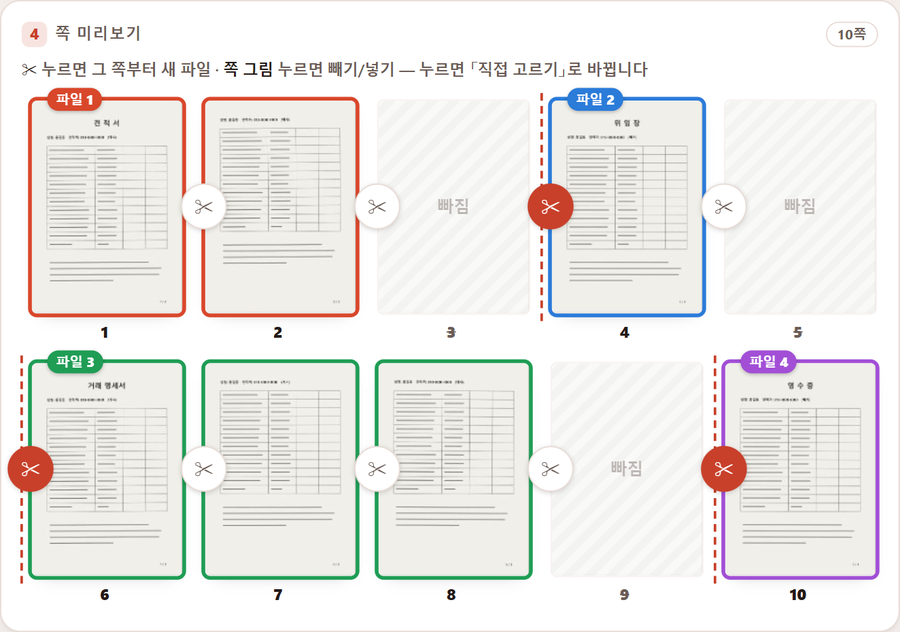 4 쪽 미리보기 10쪽
✂ 누르면 그 쪽부터 새 파일 · 쪽 그림 누르면 빼기/넣기 — 누르면 「직접 고르기」로 바뀝니다
파일 1 파일 2
견 적 서
위 임 장
빠짐 빠짐
1 2 3 4 5
파일 3 파일 4
거래 명세서
영 수 증
빠짐
6 7 8 9 10